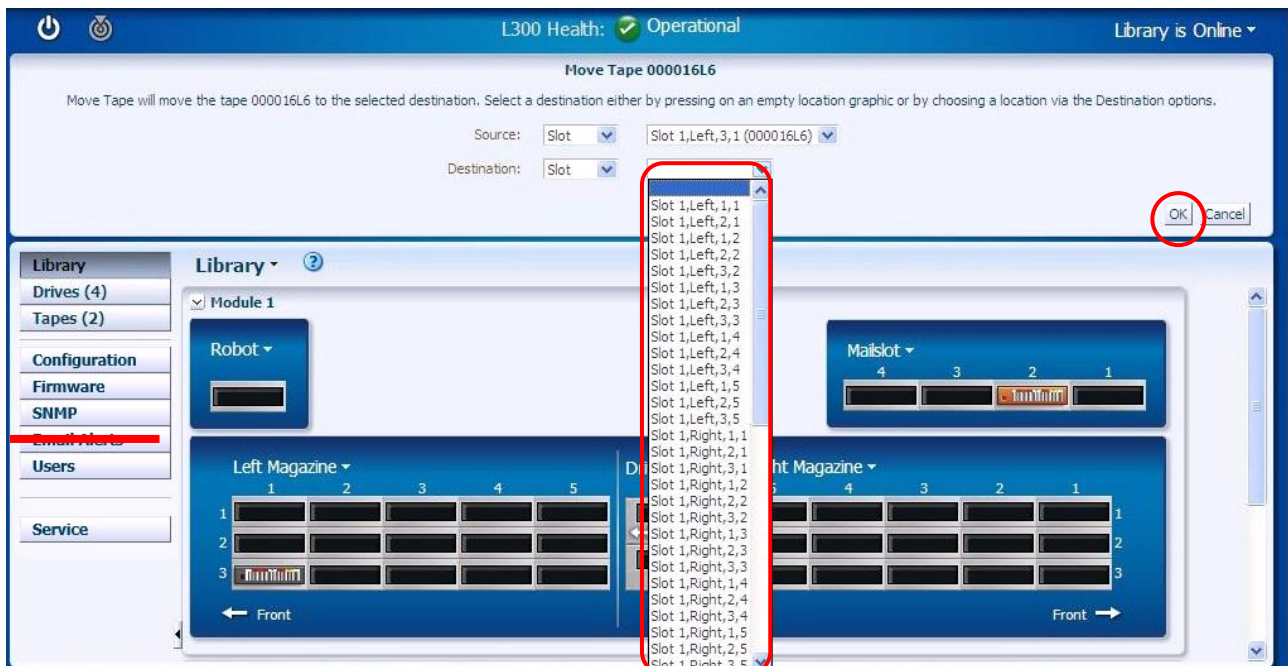 L300 Health: Operational
Library is Online
Move Tape 000016L6
Move Tape will move the tape 000016L6 to the selected destination. Select a destination either by pressing on an empty location graphic or by choosing a location via the Destination options.
Source: Slot Slot 1,Left,3,1 (000016L6)
Destination: Slot
OK Cancel
Slot 1,Left,1,1
Slot 1,Left,2,1
Slot 1,Left,1,2
Slot 1,Left,2,2
Slot 1,Left,3,2
Slot 1,Left,1,3
Slot 1,Left,2,3
Slot 1,Left,3,3
Slot 1,Left,1,4
Slot 1,Left,2,4
Slot 1,Left,3,4
Slot 1,Left,1,5
Slot 1,Left,2,5
Slot 1,Left,3,5
Slot 1,Right,1,1
Slot 1,Right,2,1
Slot 1,Right,3,1
Slot 1,Right,1,2
Slot 1,Right,2,2
Slot 1,Right,3,2
Slot 1,Right,1,3
Slot 1,Right,2,3
Slot 1,Right,3,3
Slot 1,Right,1,4
Slot 1,Right,2,4
Slot 1,Right,3,4
Slot 1,Right,1,5
Slot 1,Right,2,5
Slot 1,Right,3,5
Library
Drives (4)
Tapes (2)
Configuration
Firmware
SNMP
Email Alerts
Users
Service
Library ?
Module 1
Robot
Mailslot
4 3 2 1
Left Magazine
1 2 3 4 5
1
2
3
Front
Dri
ht Magazine
5 4 3 2 1
1
2
3
Front